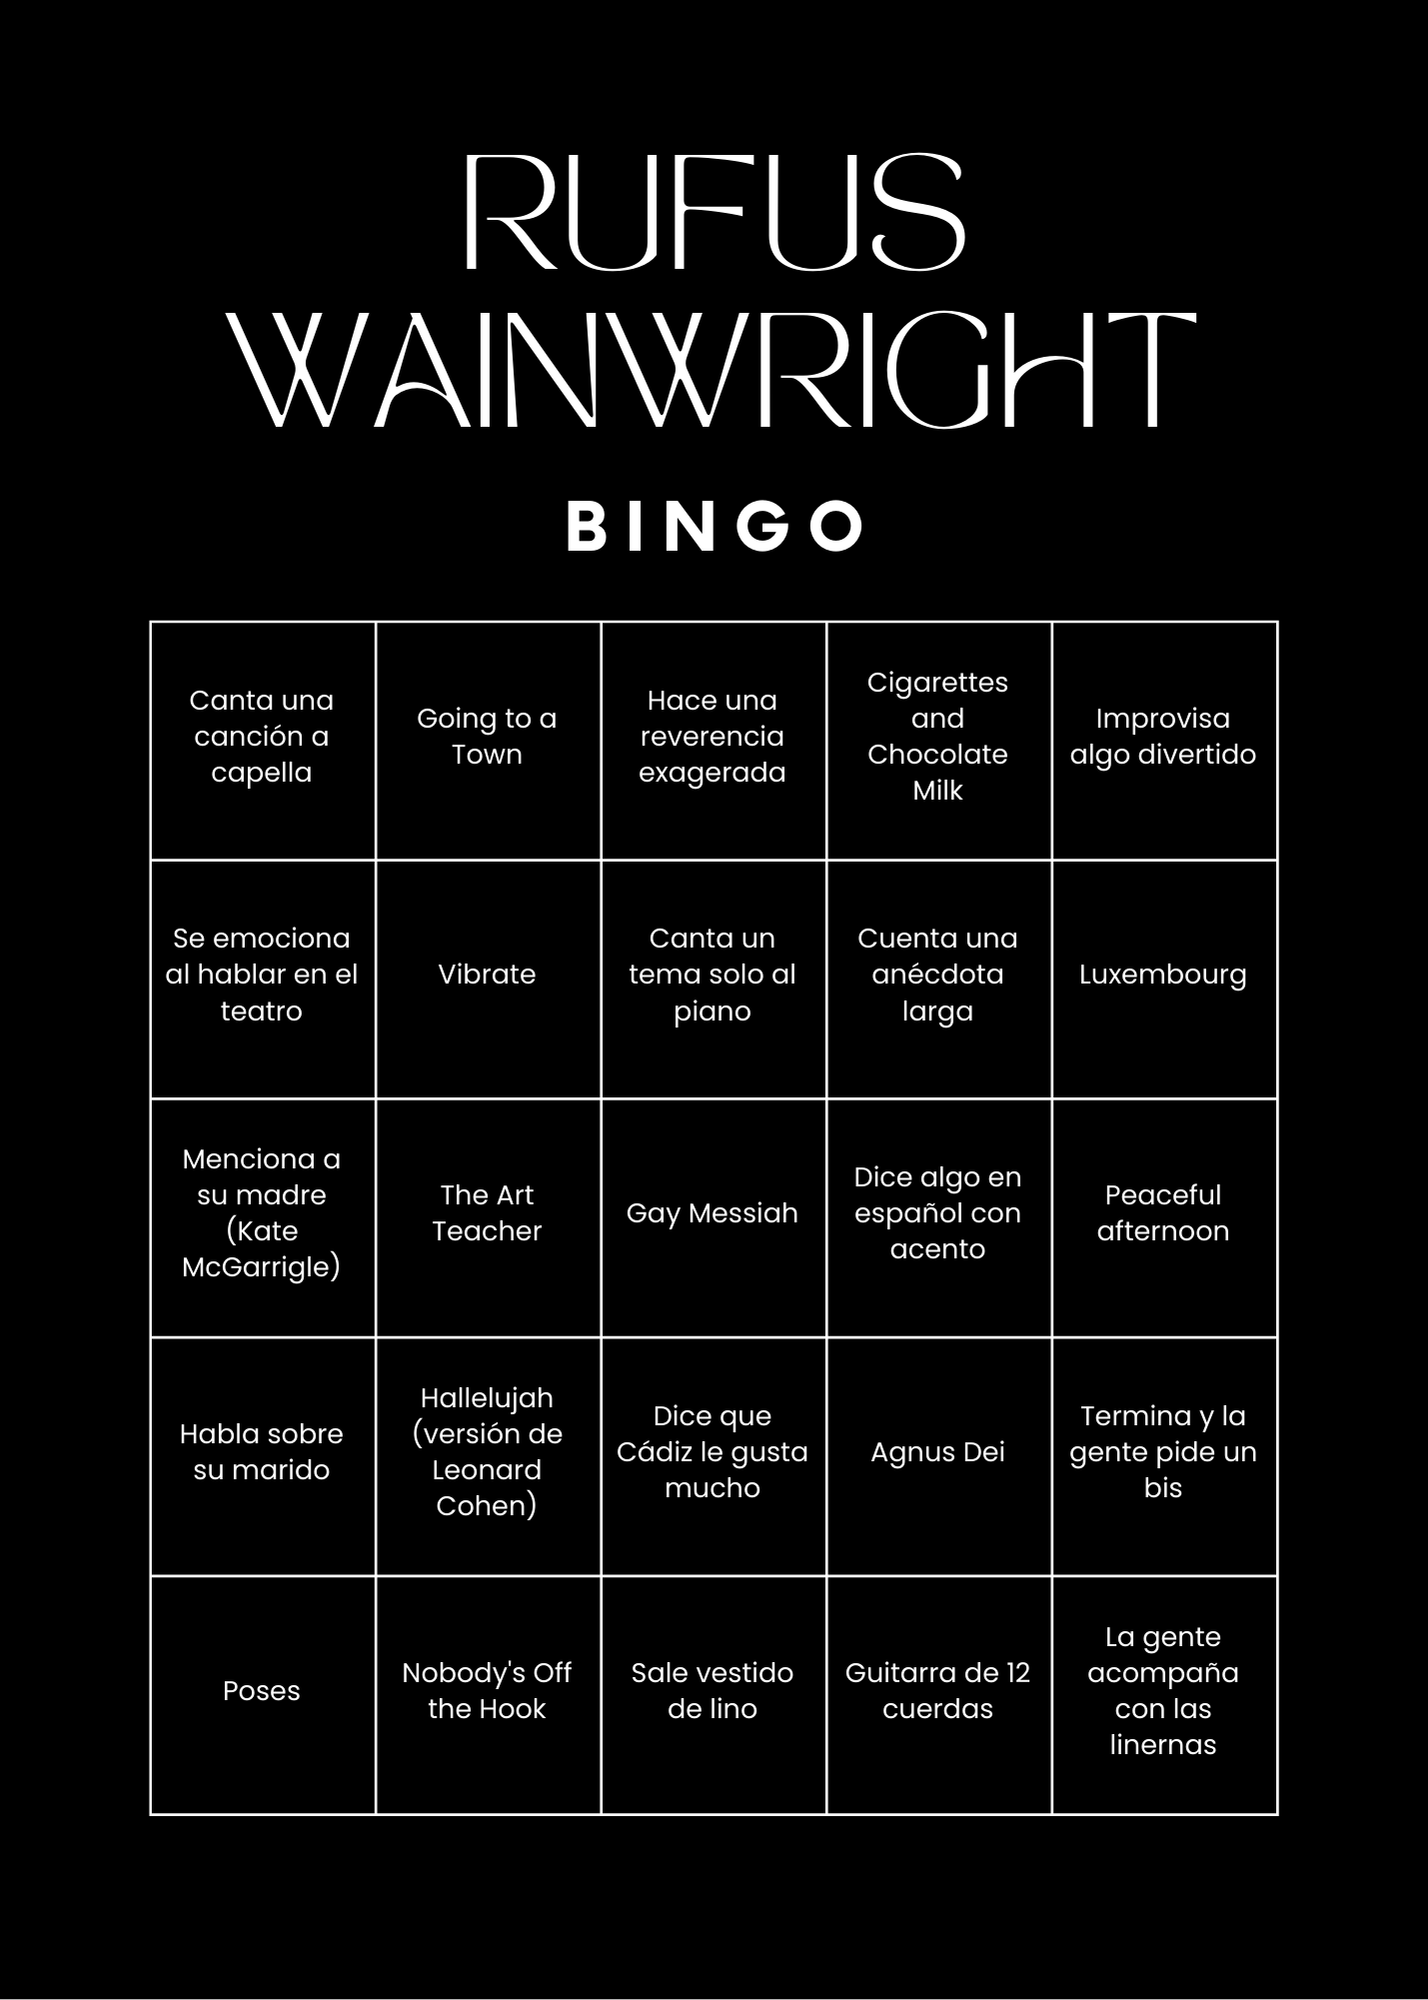 RUFUS
WAINWRIGHT
BINGO
Canta una
canción a
capella
Going to a
Town
Hace una
reverencia
exagerada
Cigarettes
and
Chocolate
Milk
Improvisa
algo divertido
Se emociona
al hablar en el
teatro
Vibrate
Canta un
tema solo al
piano
Cuenta una
anécdota
larga
Luxembourg
Menciona a
su madre
(Kate
McGarrigle)
The Art
Teacher
Gay Messiah
Dice algo en
español con
acento
Peaceful
afternoon
Habla sobre
su marido
Hallelujah
(versión de
Leonard
Cohen)
Dice que
Cádiz le gusta
mucho
Agnus Dei
Termina y la
gente pide un
bis
Poses
Nobody's Off
the Hook
Sale vestido
de lino
Guitarra de 12
cuerdas
La gente
acompaña
con las
linernas